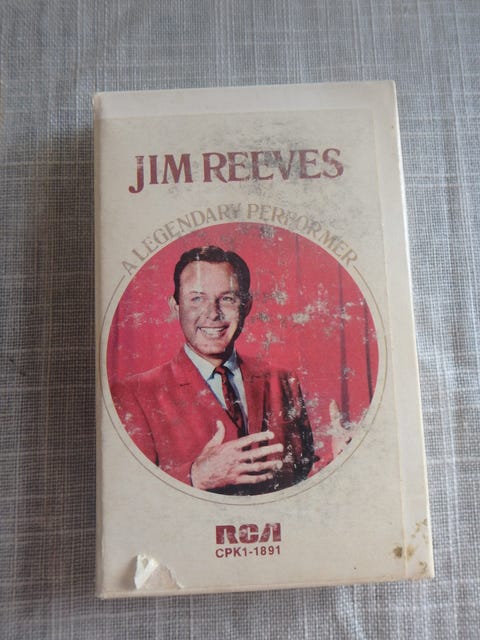 JIM REEVES
A LEGENDARY PERFORMER
RCA
CPK1-1891